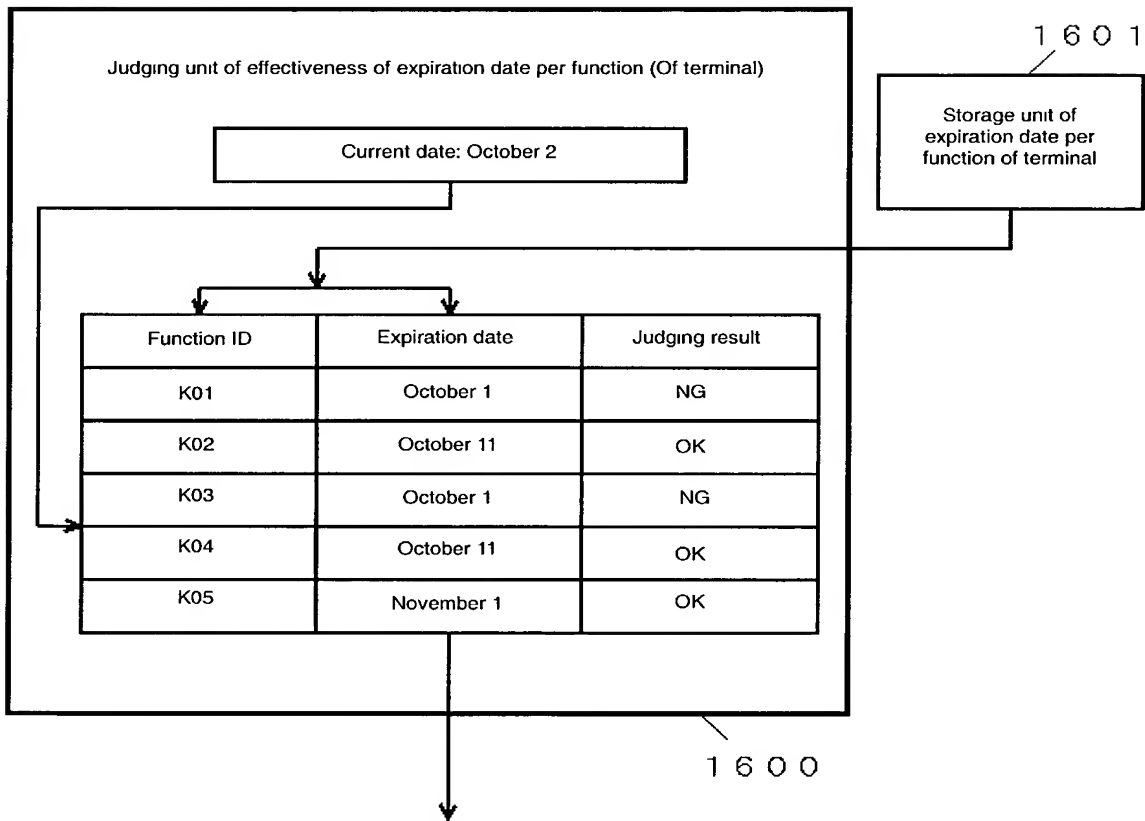 1601
Judging unit of effectiveness of expiration date per function (Of terminal)
Storage unit of
expiration date per
function of terminal
Current date: October 2
Function ID Expiration date Judging result
K01 October 1 NG
K02 October 11 OK
K03 October 1 NG
K04 October 11 OK
K05 November 1 OK
1600